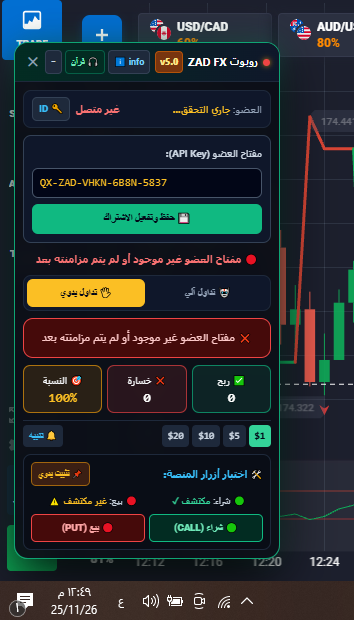 USD/CAD
AUD/US
80%
روبوت ZAD FX v5.0 info قرآن
العضو: جاري التحقق... غير متصل ID
مفتاح العضو (API Key):
QX-ZAD-VHKN-6B8N-5837
حفظ وتفعيل الاشتراك
مفتاح العضو غير موجود أو لم يتم مزامنته بعد
تداول آلي تداول يدوي
مفتاح العضو غير موجود أو لم يتم مزامنته بعد
ربح خسارة النسبة
0 0 100%
$1 $5 $10 $20 تنبيه
اختبار أزرار المنصة: تثبيت يدوي
شراء: مكتشف ✓ بيع: غير مكتشف
شراء (CALL) بيع (PUT)
174.322
12:12 12:16 12:20 12:24
١٢:٤٩ م
ع
25/11/26
١